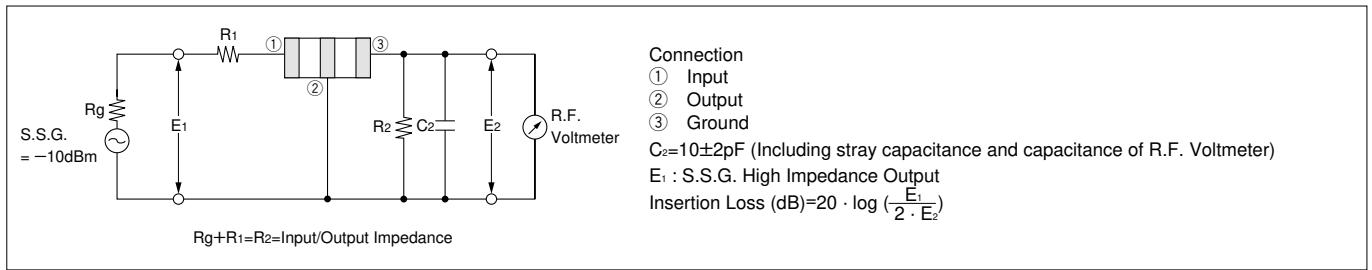 R1
①
③
②
Rg
S.S.G.
= −10dBm
E1
R2
C2
E2
R.F.
Voltmeter
Rg+R1=R2=Input/Output Impedance
Connection
① Input
② Output
③ Ground
C2=10±2pF (Including stray capacitance and capacitance of R.F. Voltmeter)
E1 : S.S.G. High Impedance Output
Insertion Loss (dB)=20 · log (E1 / 2 · E2)